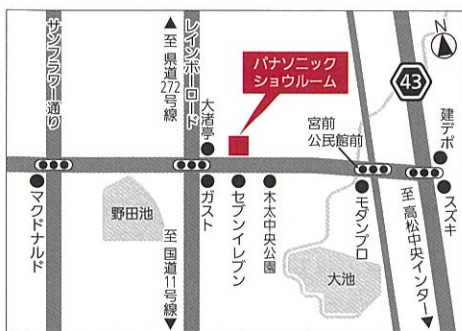 サンフラワー通り
▲至 県道272号線
レインボーロード
大渚亭
パナソニック
ショウルーム
N
43
宮前
公民館前
建デポ
マクドナルド
野田池
至 国道11号線▼
ガスト
セブンイレブン
木太中央公園
大池
モダンプロ
至 高松中央インター▼
スズキ